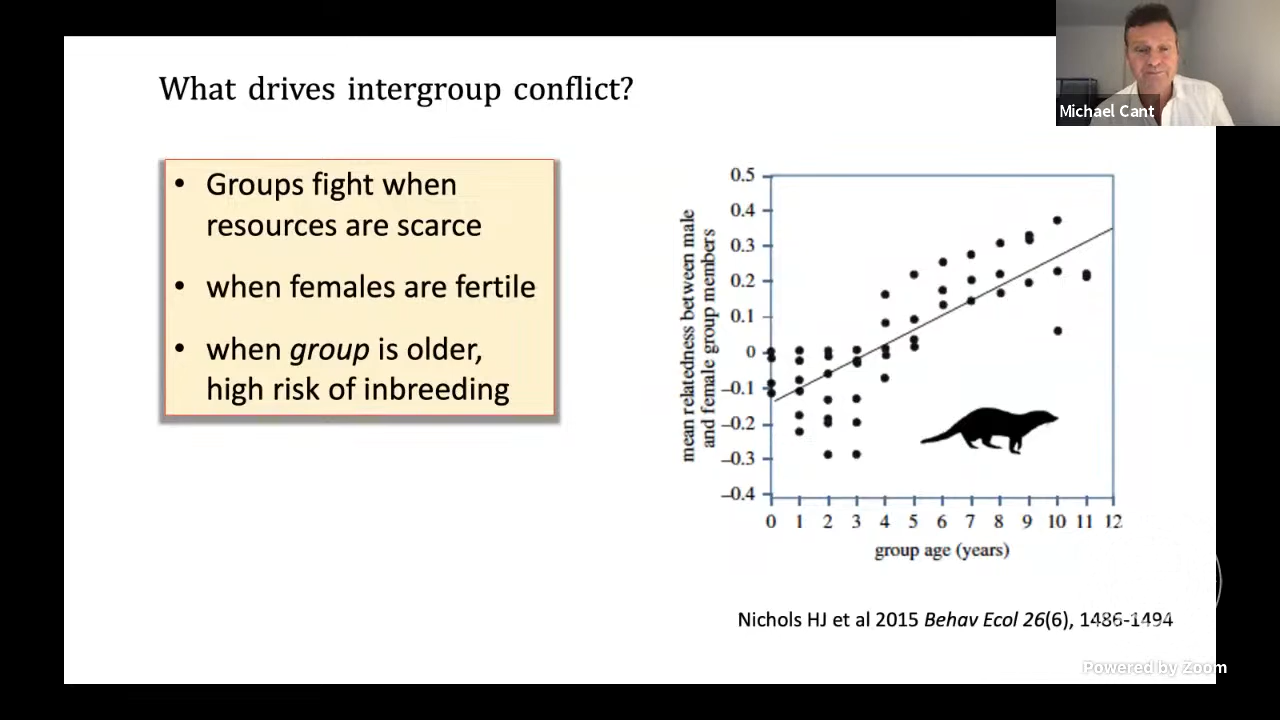 What drives intergroup conflict?
Michael Cant
• Groups fight when
resources are scarce
• when females are fertile
• when group is older,
high risk of inbreeding
mean relatedness between male
and female group members
0.5
0.4
0.3
0.2
0.1
0
–0.1
–0.2
–0.3
–0.4
0 1 2 3 4 5 6 7 8 9 10 11 12
group age (years)
Nichols HJ et al 2015 Behav Ecol 26(6), 1486-1494
Powered by Zoom